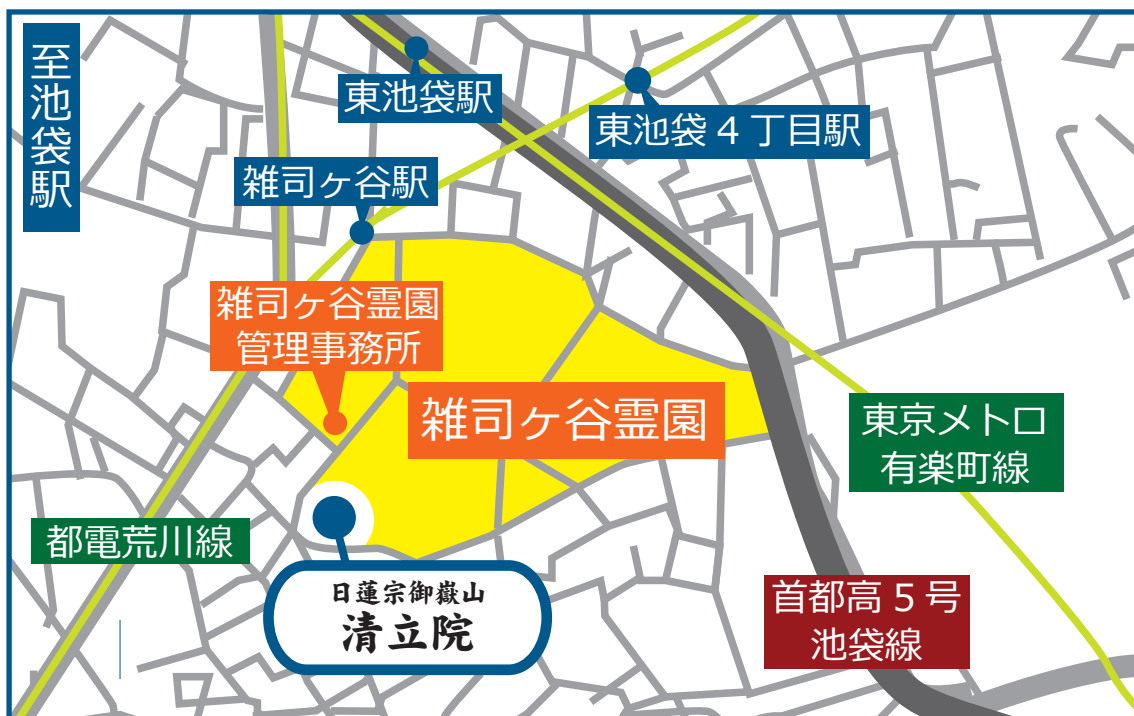 至池袋駅
東池袋駅
東池袋4丁目駅
雑司ヶ谷駅
雑司ヶ谷霊園
管理事務所
雑司ヶ谷霊園
東京メトロ
有楽町線
都電荒川線
日蓮宗御嶽山
清立院
首都高5号
池袋線